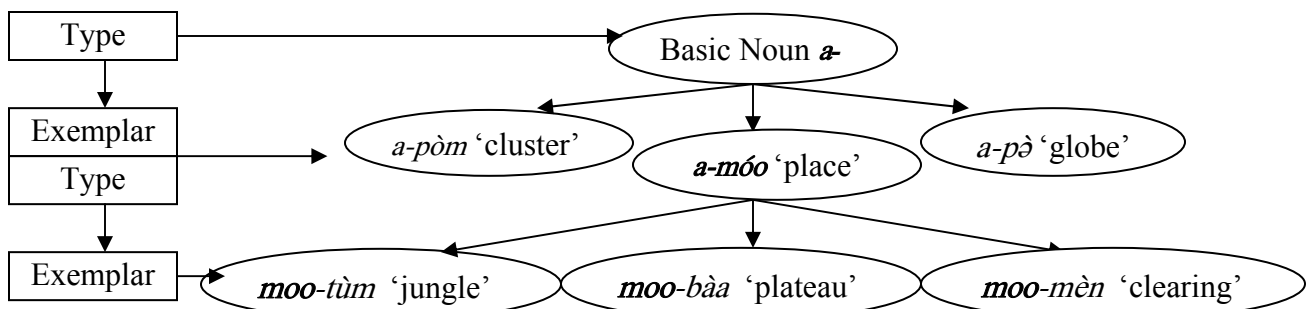 Type
Basic Noun a-
Exemplar
a-pòm ‘cluster’
a-pə̀ ‘globe’
Type
a-móo ‘place’
Exemplar
moo-tùm ‘jungle’
moo-bàa ‘plateau’
moo-mèn ‘clearing’